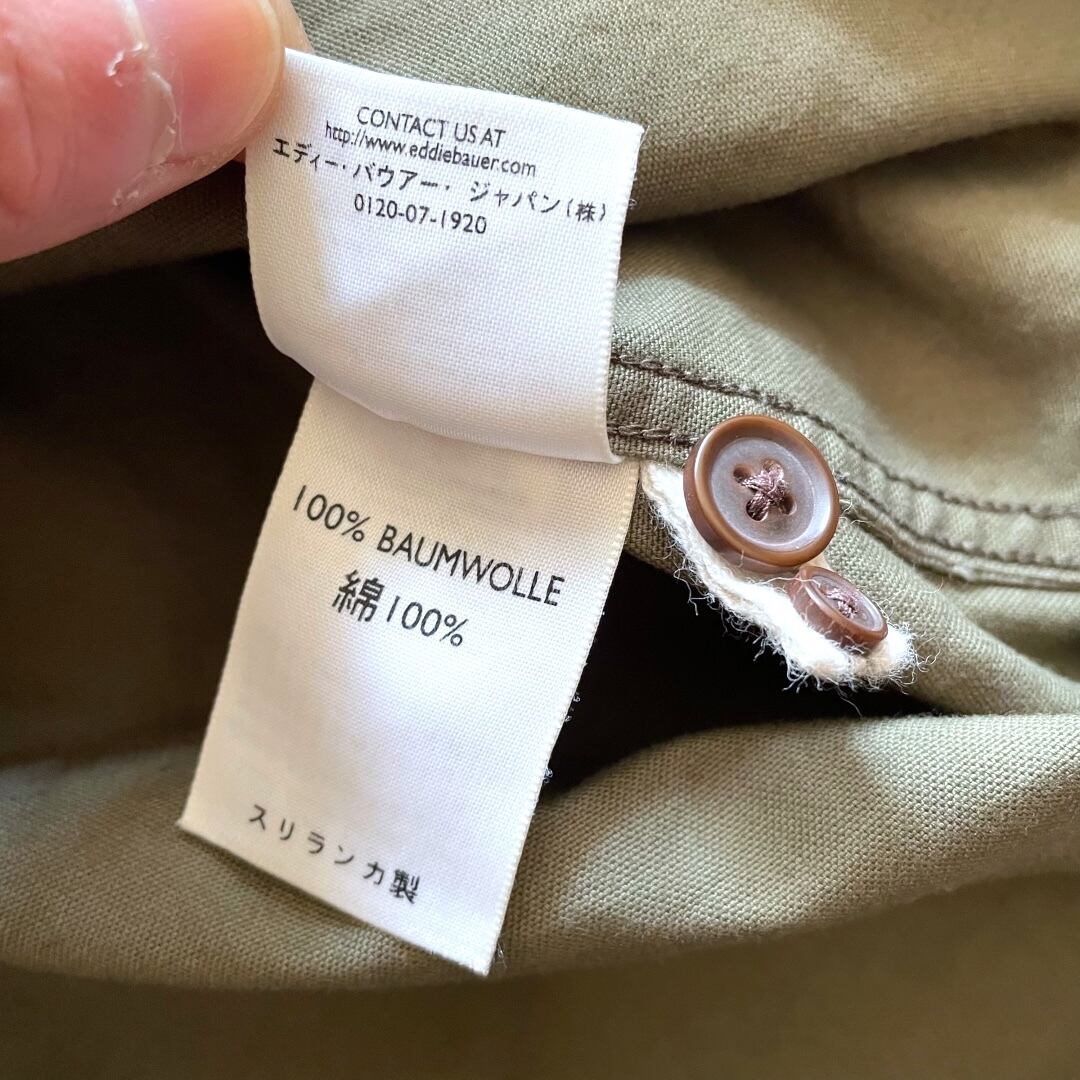 CONTACT US AT
http://www.eddiebauer.com
エディー・バウアー・ジャパン(株)
0120-07-1920
100% BAUMWOLLE
綿100%
スリランカ製